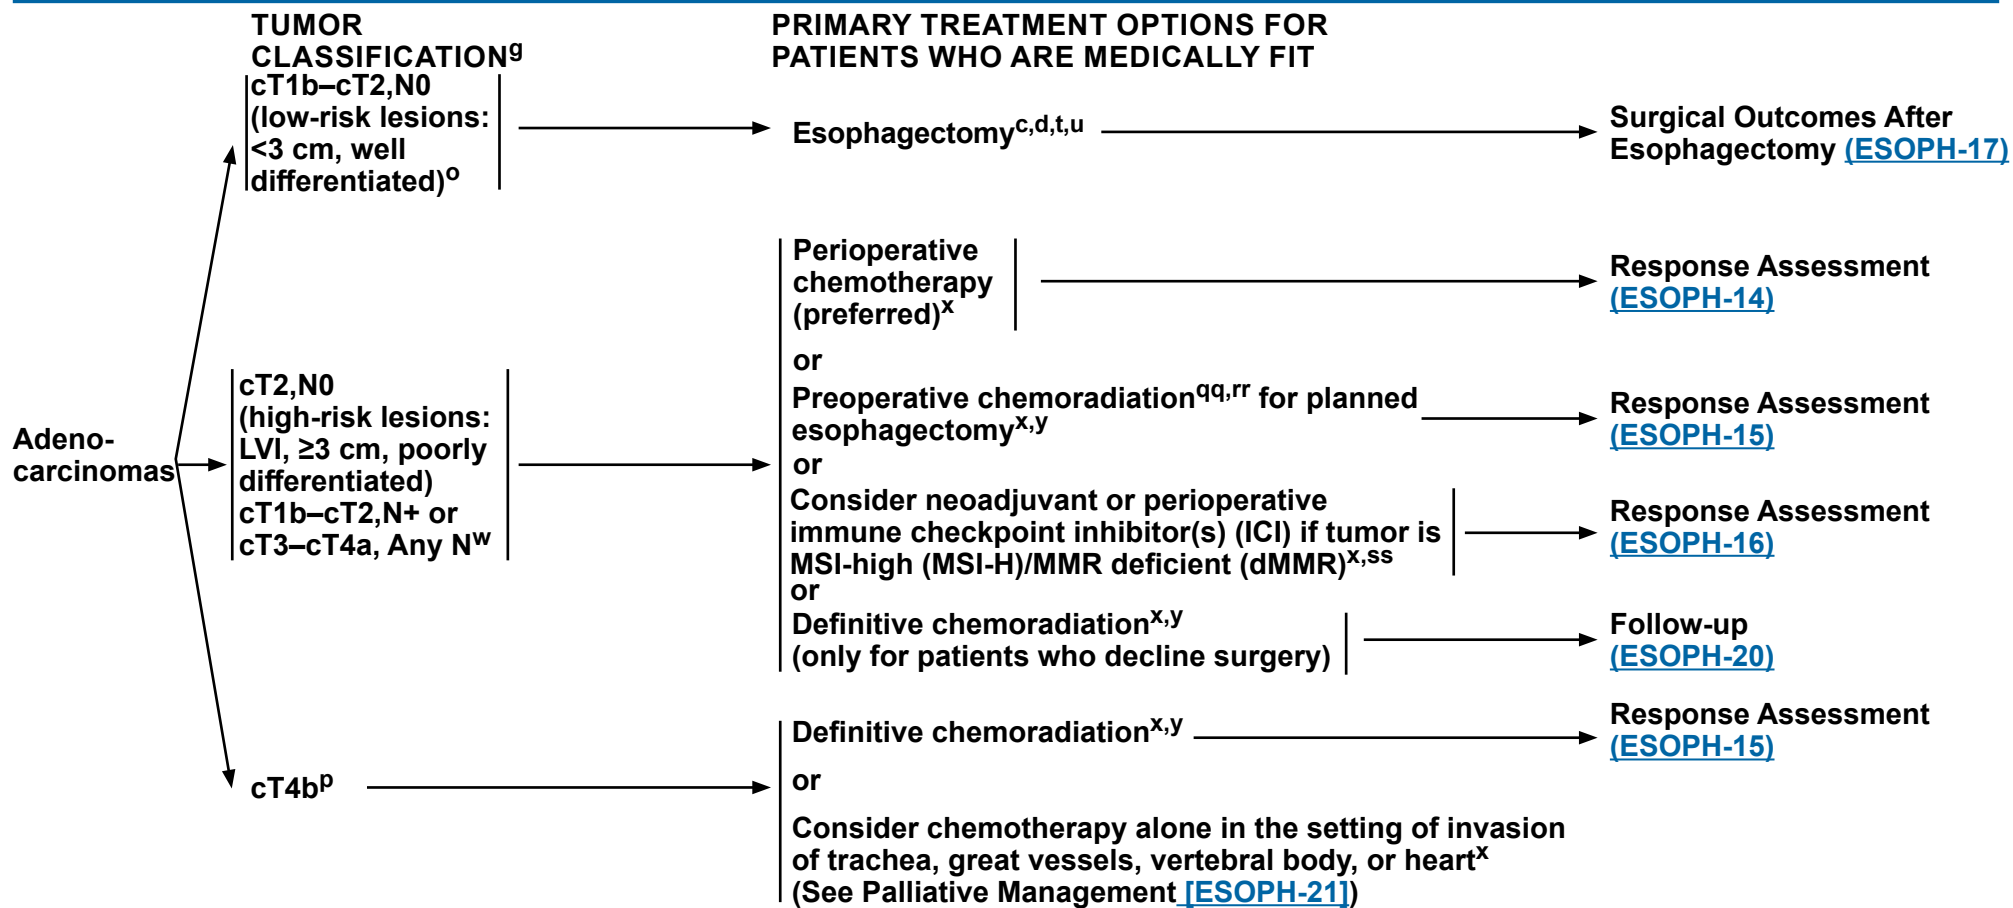 TUMOR
CLASSIFICATIONg
PRIMARY TREATMENT OPTIONS FOR
PATIENTS WHO ARE MEDICALLY FIT
Adeno-
carcinomas
cT1b–cT2,N0
(low-risk lesions:
<3 cm, well
differentiated)o
Esophagectomyc,d,t,u
Surgical Outcomes After
Esophagectomy (ESOPH-17)
cT2,N0
(high-risk lesions:
LVI, ≥3 cm, poorly
differentiated)
cT1b–cT2,N+ or
cT3–cT4a, Any Nw
Perioperative
chemotherapy
(preferred)x
Response Assessment
(ESOPH-14)
or
Preoperative chemoradiationqq,rr for planned
esophagectomyx,y
Response Assessment
(ESOPH-15)
or
Consider neoadjuvant or perioperative
immune checkpoint inhibitor(s) (ICI) if tumor is
MSI-high (MSI-H)/MMR deficient (dMMR)x,ss
Response Assessment
(ESOPH-16)
or
Definitive chemoradiationx,y
(only for patients who decline surgery)
Follow-up
(ESOPH-20)
cT4bp
Definitive chemoradiationx,y
Response Assessment
(ESOPH-15)
or
Consider chemotherapy alone in the setting of invasion
of trachea, great vessels, vertebral body, or heartx
(See Palliative Management [ESOPH-21])